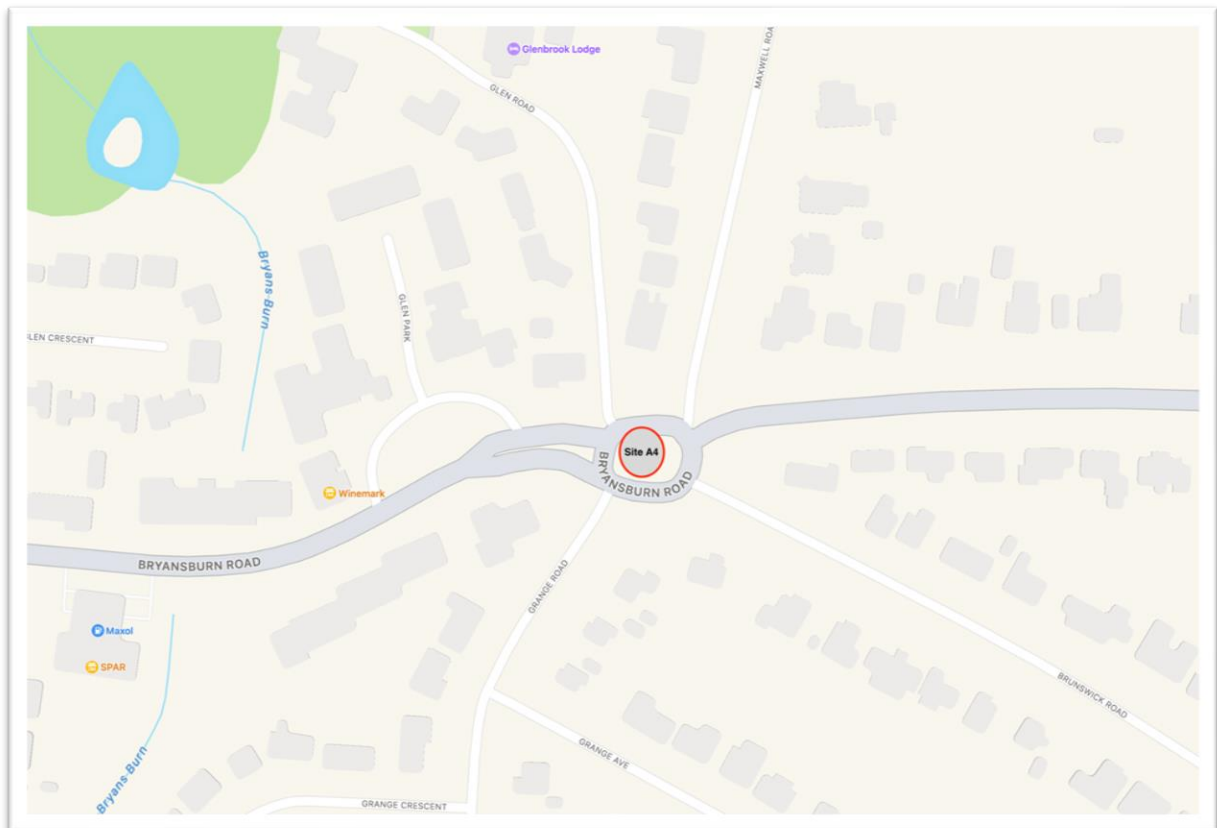 Glenbrook Lodge
GLEN ROAD
MAXWELL ROA
Bryans-Burn
GLEN PARK
LEN CRESCENT
Site A4
BRYANSBURN ROAD
Winemark
BRYANSBURN ROAD
GRANGE ROAD
Maxol
SPAR
BRUNSWICK ROAD
GRANGE AVE
Bryans-Burn
GRANGE CRESCENT